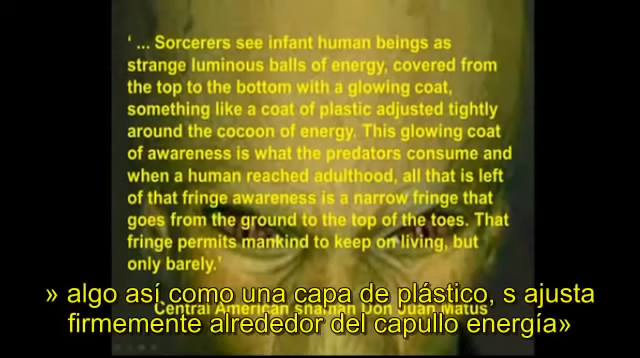 ‘ ... Sorcerers see infant human beings as
strange luminous balls of energy, covered from
the top to the bottom with a glowing coat,
something like a coat of plastic adjusted tightly
around the cocoon of energy. This glowing coat
of awareness is what the predators consume and
when a human reached adulthood, all that is left
of that fringe awareness is a narrow fringe that
goes from the ground to the top of the toes. That
fringe permits mankind to keep on living, but
only barely.’
» algo así como una capa de plástico, s ajusta
Central American shaman Don Juan Matus
firmemente alrededor del capullo energía»